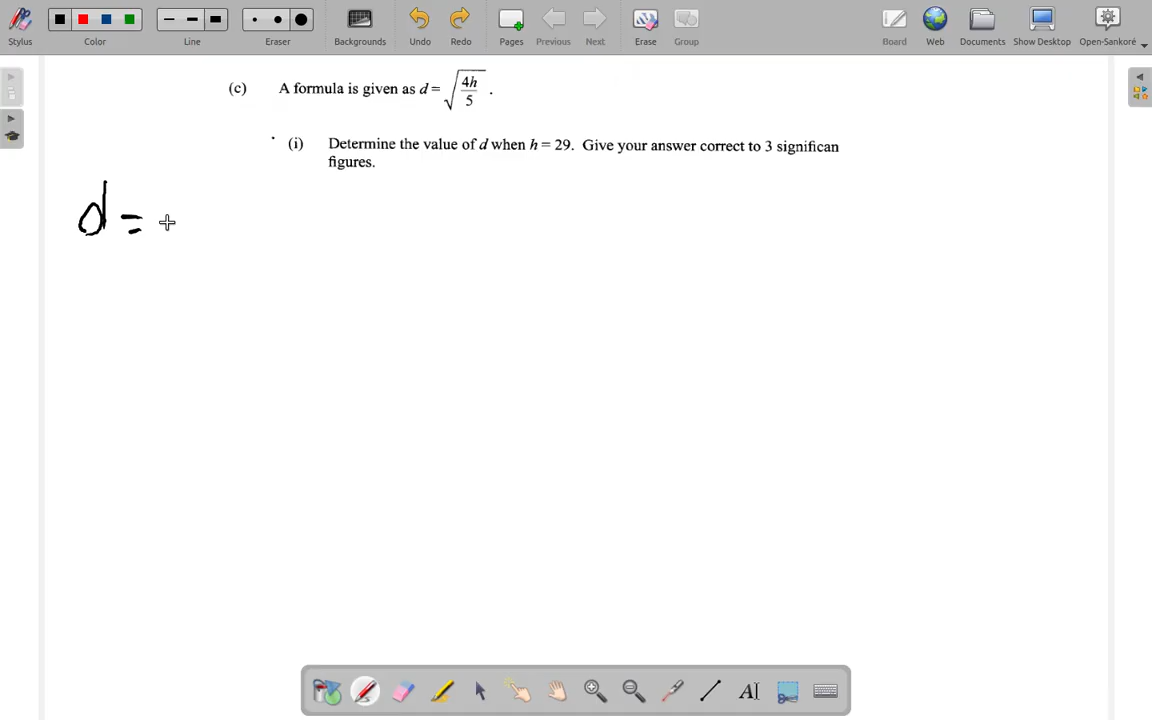 Stylus
Color
Line
Eraser
Backgrounds
Undo
Redo
Pages
Previous
Next
Erase
Group
Board
Web
Documents
Show Desktop
Open-Sankoré
(c) A formula is given as d = √(4h/5) .
(i) Determine the value of d when h = 29. Give your answer correct to 3 significan
figures.
d =